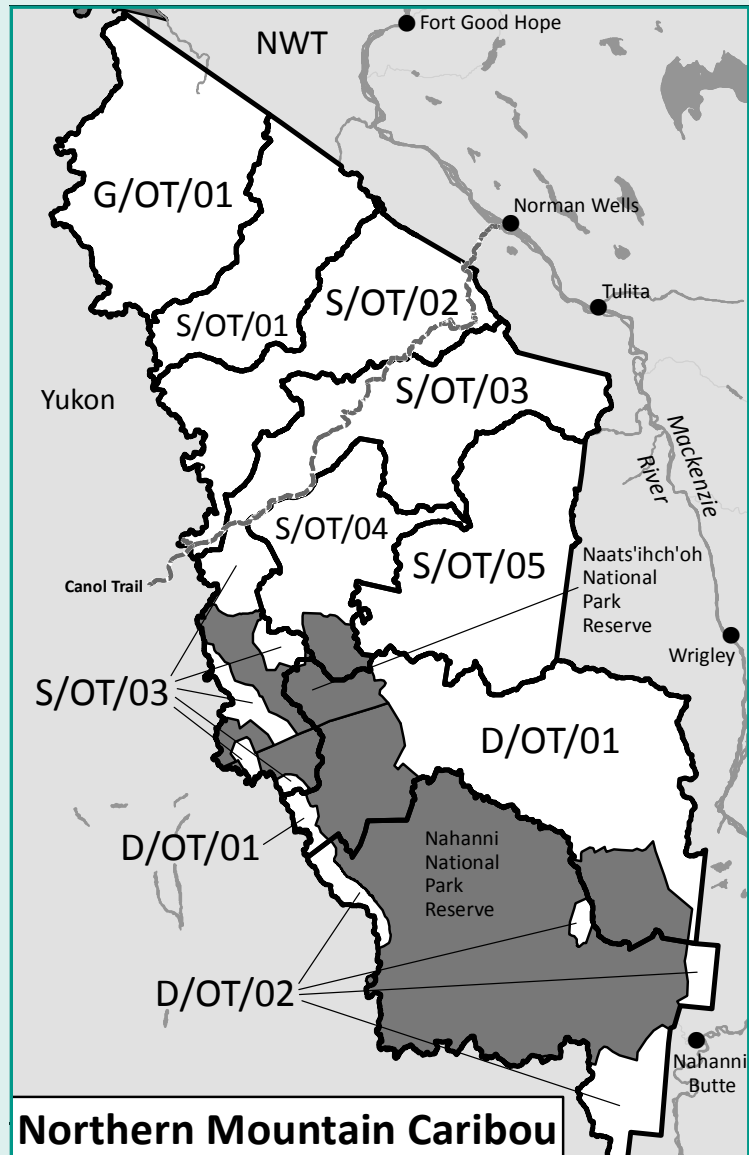 NWT
Fort Good Hope
G/OT/01
Norman Wells
Tulita
S/OT/01
S/OT/02
Yukon
S/OT/03
Mackenzie
River
S/OT/04
S/OT/05
Naats'ihch'oh
National
Park
Reserve
Canol Trail
Wrigley
S/OT/03
D/OT/01
D/OT/01
Nahanni
National
Park
Reserve
D/OT/02
Nahanni
Butte
Northern Mountain Caribou